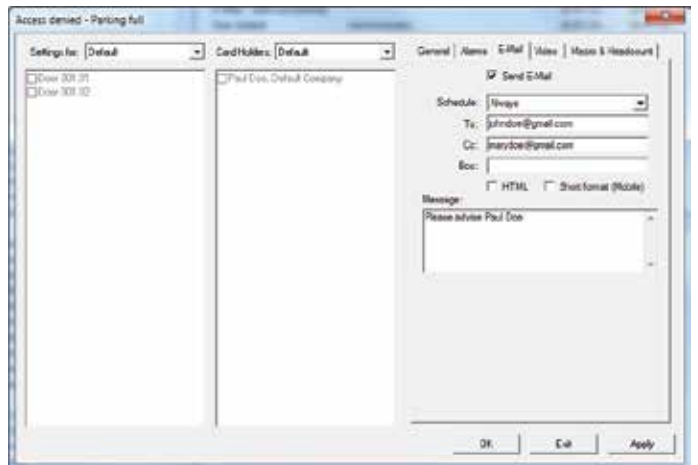 Access denied - Parking full
Settings for: Default
Card Holders: Default
General Alarms E-Mail Video Macro & Headcount
Door 301.01
Door 301.02
Paul Doe, Default Company
Send E-Mail
Schedule: Always
To: johndoe@gmail.com
Cc: marydoe@gmail.com
Bcc:
HTML Short format (Mobile)
Message:
Please advise Paul Doe
OK Exit Apply